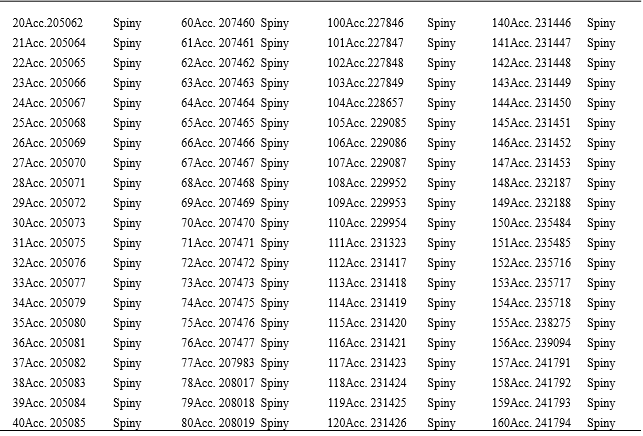 20Acc.205062 Spiny 60Acc. 207460 Spiny 100Acc.227846 Spiny 140Acc. 231446 Spiny
21Acc. 205064 Spiny 61Acc. 207461 Spiny 101Acc.227847 Spiny 141Acc. 231447 Spiny
22Acc. 205065 Spiny 62Acc. 207462 Spiny 102Acc.227848 Spiny 142Acc. 231448 Spiny
23Acc. 205066 Spiny 63Acc. 207463 Spiny 103Acc.227849 Spiny 143Acc. 231449 Spiny
24Acc. 205067 Spiny 64Acc. 207464 Spiny 104Acc.228657 Spiny 144Acc. 231450 Spiny
25Acc. 205068 Spiny 65Acc. 207465 Spiny 105Acc. 229085 Spiny 145Acc. 231451 Spiny
26Acc. 205069 Spiny 66Acc. 207466 Spiny 106Acc. 229086 Spiny 146Acc. 231452 Spiny
27Acc. 205070 Spiny 67Acc. 207467 Spiny 107Acc. 229087 Spiny 147Acc. 231453 Spiny
28Acc. 205071 Spiny 68Acc. 207468 Spiny 108Acc. 229952 Spiny 148Acc. 232187 Spiny
29Acc. 205072 Spiny 69Acc. 207469 Spiny 109Acc. 229953 Spiny 149Acc. 232188 Spiny
30Acc. 205073 Spiny 70Acc. 207470 Spiny 110Acc. 229954 Spiny 150Acc. 235484 Spiny
31Acc. 205075 Spiny 71Acc. 207471 Spiny 111Acc. 231323 Spiny 151Acc. 235485 Spiny
32Acc. 205076 Spiny 72Acc. 207472 Spiny 112Acc. 231417 Spiny 152Acc. 235716 Spiny
33Acc. 205077 Spiny 73Acc. 207473 Spiny 113Acc. 231418 Spiny 153Acc. 235717 Spiny
34Acc. 205079 Spiny 74Acc. 207475 Spiny 114Acc. 231419 Spiny 154Acc. 235718 Spiny
35Acc. 205080 Spiny 75Acc. 207476 Spiny 115Acc. 231420 Spiny 155Acc. 238275 Spiny
36Acc. 205081 Spiny 76Acc. 207477 Spiny 116Acc. 231421 Spiny 156Acc. 239094 Spiny
37Acc. 205082 Spiny 77Acc. 207983 Spiny 117Acc. 231423 Spiny 157Acc. 241791 Spiny
38Acc. 205083 Spiny 78Acc. 208017 Spiny 118Acc. 231424 Spiny 158Acc. 241792 Spiny
39Acc. 205084 Spiny 79Acc. 208018 Spiny 119Acc. 231425 Spiny 159Acc. 241793 Spiny
40Acc. 205085 Spiny 80Acc. 208019 Spiny 120Acc. 231426 Spiny 160Acc. 241794 Spiny